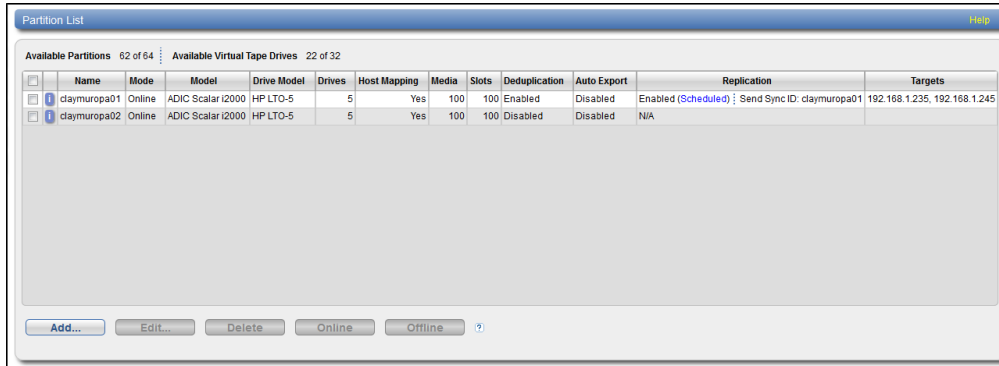 Partition List Help
Available Partitions 62 of 64 Available Virtual Tape Drives 22 of 32
Name Mode Model Drive Model Drives Host Mapping Media Slots Deduplication Auto Export Replication Targets
claymuropa01 Online ADIC Scalar i2000 HP LTO-5 5 Yes 100 100 Enabled Disabled Enabled (Scheduled) Send Sync ID: claymuropa01 192.168.1.235, 192.168.1.245
claymuropa02 Online ADIC Scalar i2000 HP LTO-5 5 Yes 100 100 Disabled Disabled N/A
Add... Edit... Delete Online Offline ?